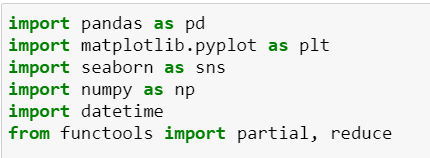 import pandas as pd
import matplotlib.pyplot as plt
import seaborn as sns
import numpy as np
import datetime
from functools import partial, reduce